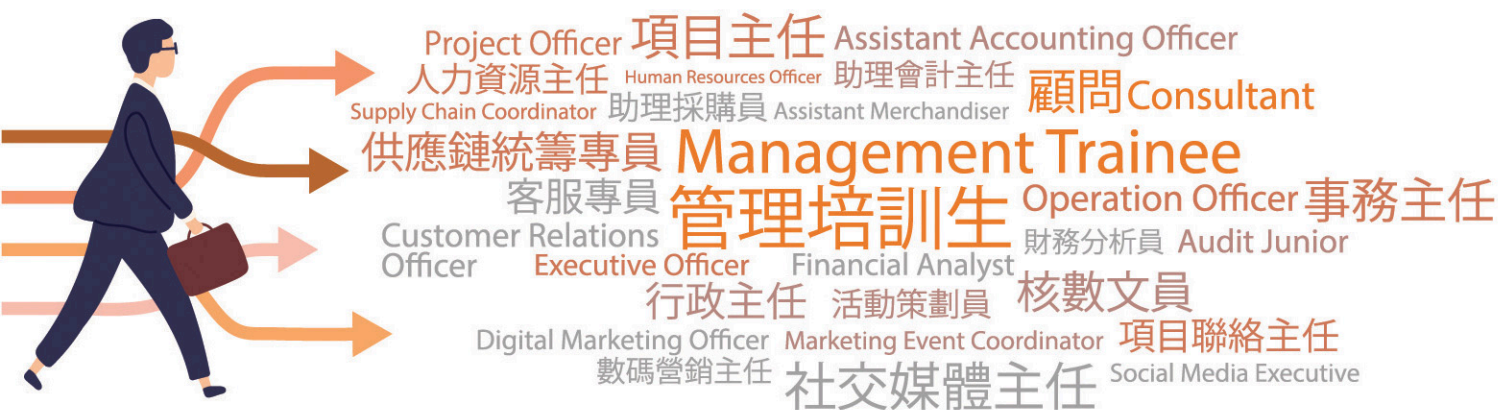 Project Officer 項目主任 Assistant Accounting Officer
人力資源主任 Human Resources Officer 助理會計主任 顧問 Consultant
Supply Chain Coordinator 助理採購員 Assistant Merchandiser
供應鏈統籌專員 Management Trainee
客服專員 管理培訓生 Operation Officer 事務主任
Customer Relations Officer 財務分析員 Audit Junior
Executive Officer Financial Analyst
行政主任 活動策劃員 核數文員
Digital Marketing Officer Marketing Event Coordinator 項目聯絡主任
數碼營銷主任 社交媒體主任 Social Media Executive